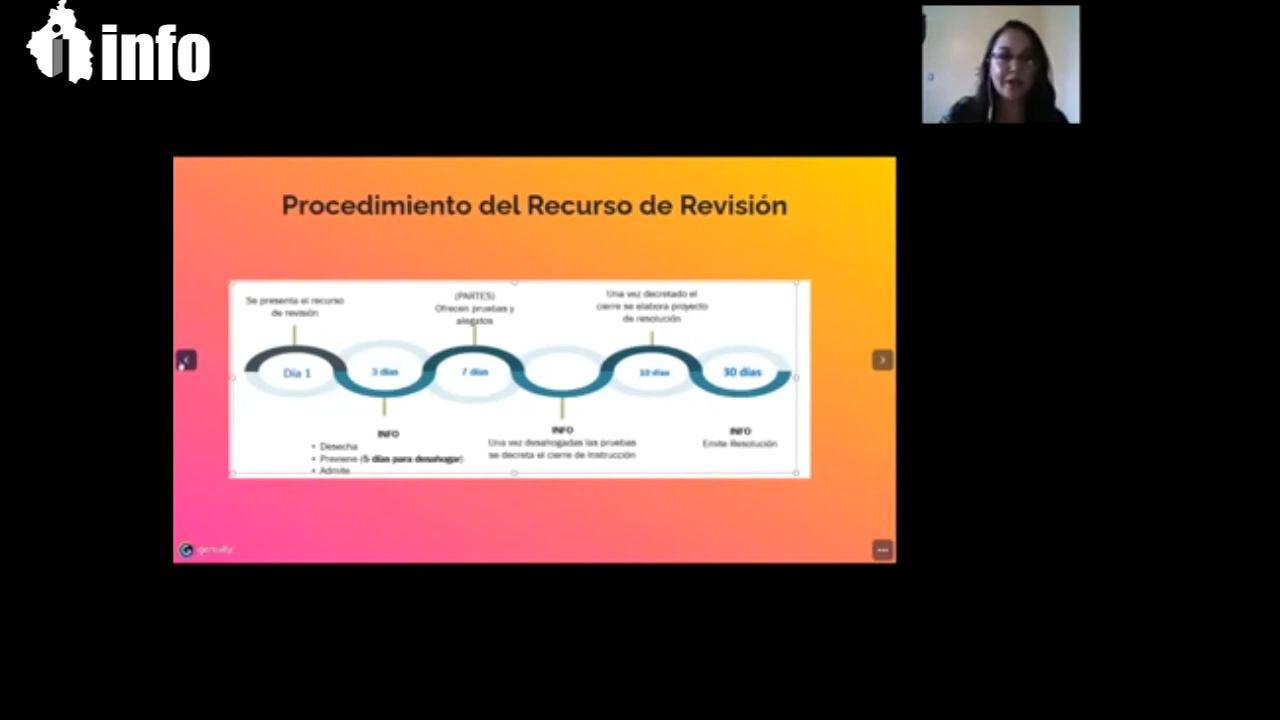 info
Procedimiento del Recurso de Revisión
Se presenta el recurso
de revisión
(PARTES)
Ofrecen pruebas y
alegatos
Una vez decretado el
cierre se elabora proyecto
de resolución
Día 1
3 días
7 días
10 días
30 días
INFO
• Desecha
• Previene (5 días para desahogar)
• Admite
INFO
Una vez desahogadas las pruebas
se decreta el cierre de Instrucción
INFO
Emite Resolución
genially